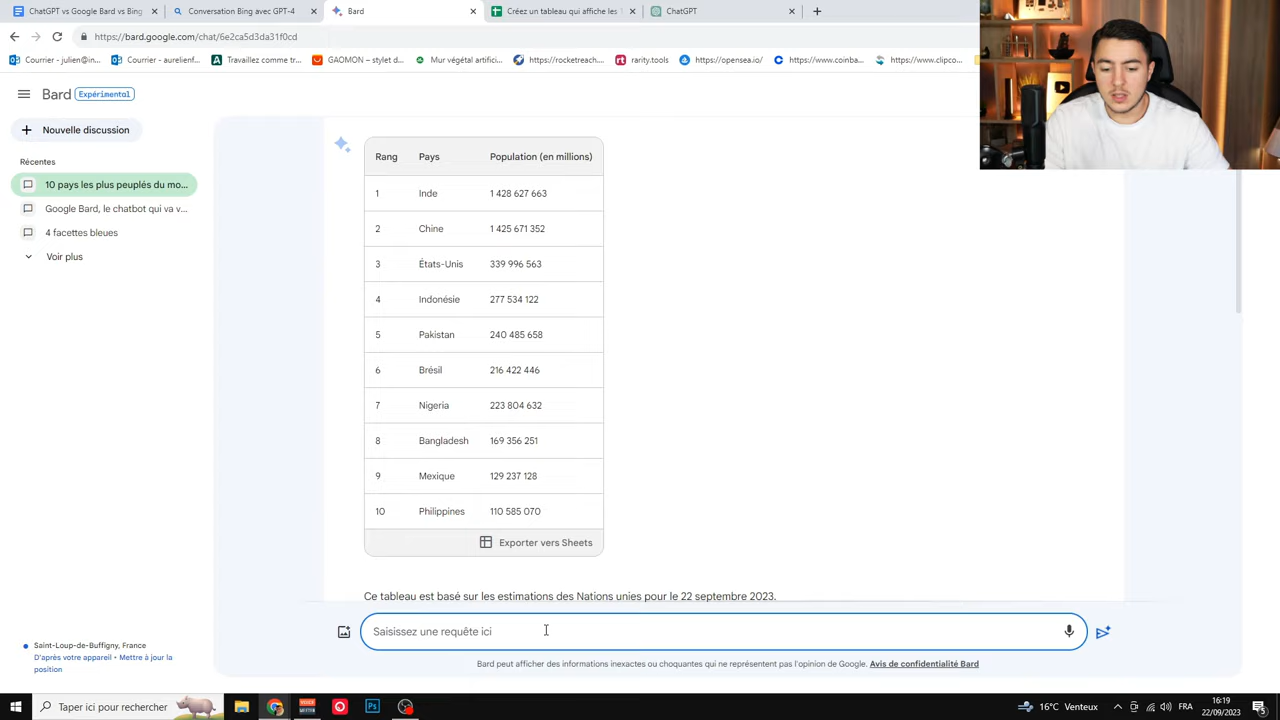 ChatGPT vs Google Bard vs Bing
Conversation Bing avec GPT-4
Bard
Créez un tableau qui affiche les
ChatGPT
https://bard.google.com/chat/6e2ca5d3da31f0cd
Courrier - julien@in...
Courrier - aurelienf...
Travaillez comme tr...
GAOMON – stylet d...
Mur végétal artifici...
https://rocketreach...
rarity.tools
https://opensea.io/
https://www.coinba...
https://www.clipco...
Bard
Expérimental
Nouvelle discussion
Récentes
10 pays les plus peuplés du mo...
Google Bard, le chatbot qui va v...
4 facettes bleues
Voir plus
Rang Pays Population (en millions)
1 Inde 1 428 627 663
2 Chine 1 425 671 352
3 États-Unis 339 996 563
4 Indonésie 277 534 122
5 Pakistan 240 485 658
6 Brésil 216 422 446
7 Nigeria 223 804 632
8 Bangladesh 169 356 251
9 Mexique 129 237 128
10 Philippines 110 585 070
Exporter vers Sheets
Ce tableau est basé sur les estimations des Nations unies pour le 22 septembre 2023.
Saisissez une requête ici
Bard peut afficher des informations inexactes ou choquantes qui ne représentent pas l'opinion de Google. Avis de confidentialité Bard
Saint-Loup-de-Buffigny, France
D'après votre appareil • Mettre à jour la
position
Taper ici pour rechercher
16°C Venteux
FRA
16:19
22/09/2023